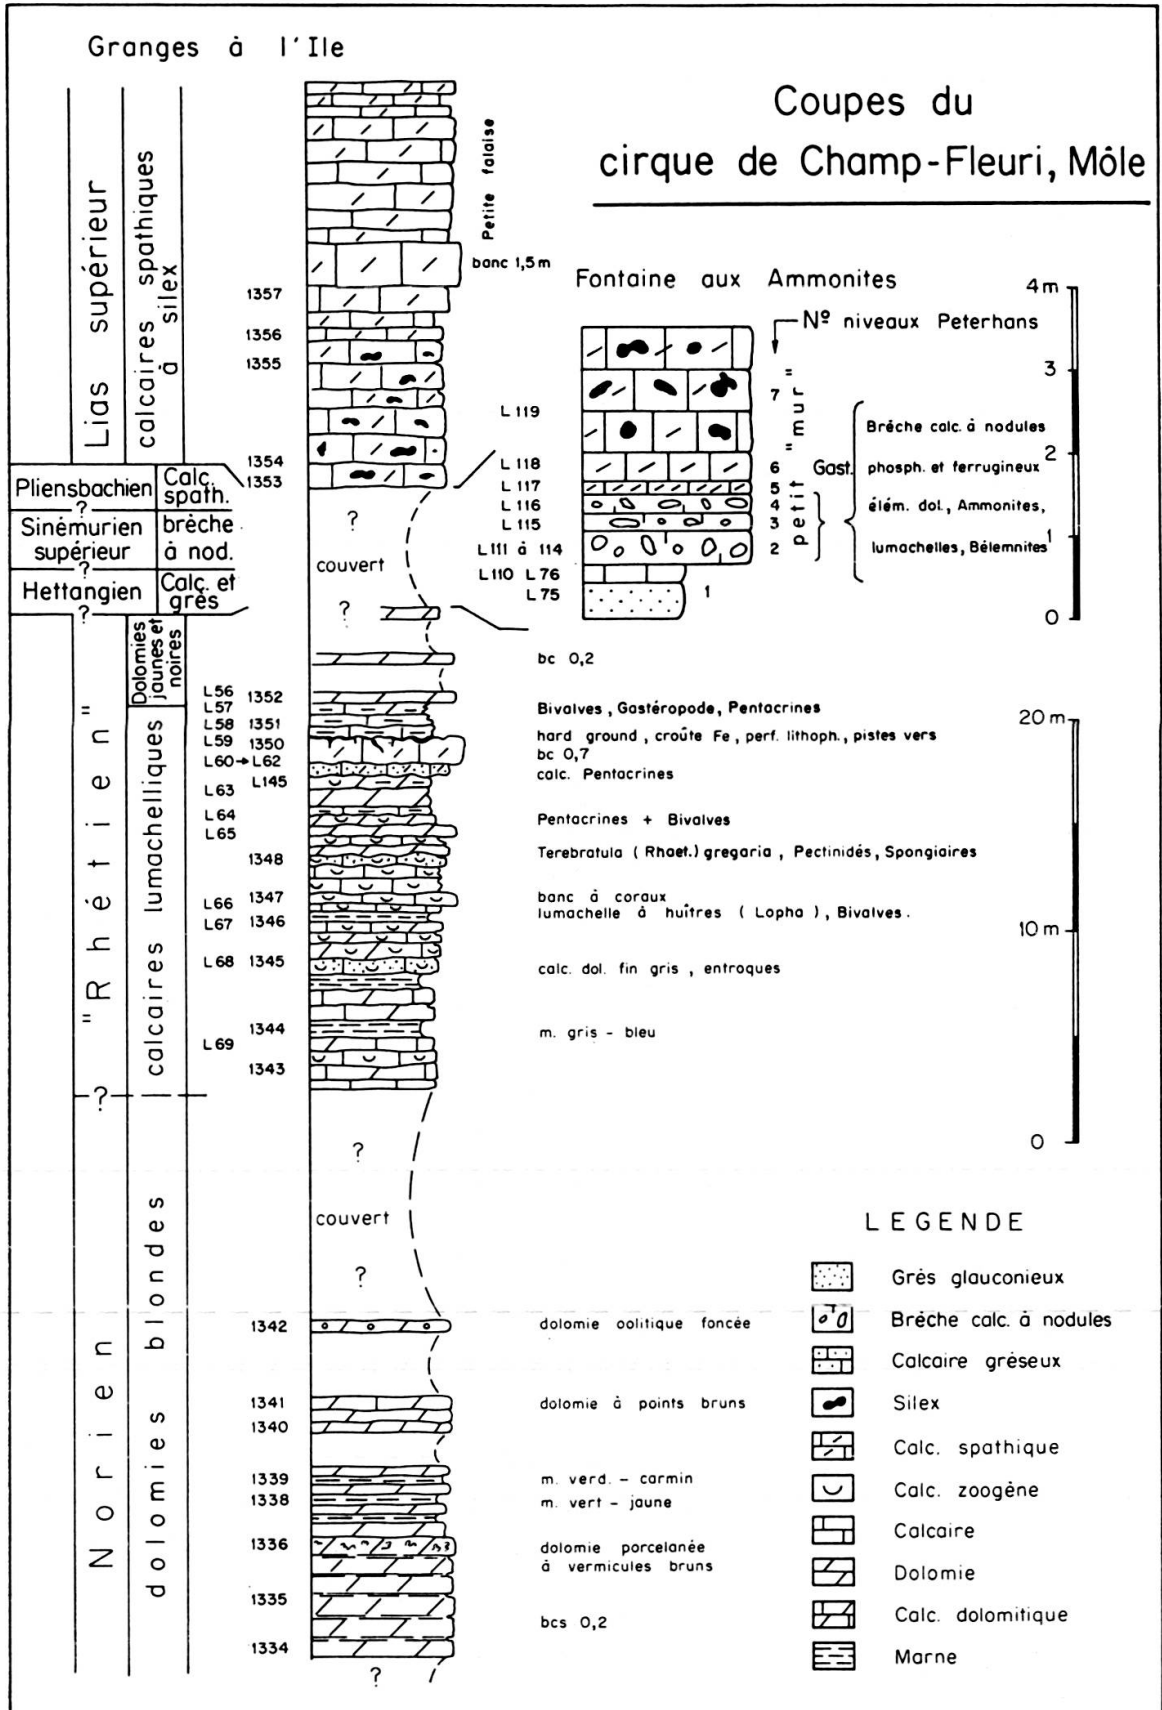 Granges à l'Ile
Coupes du
cirque de Champ-Fleuri, Môle
Lias supérieur
calcaires spathiques
à silex
Petite falaise
banc 1,5 m
1357
1356
1355
1354
1353
Pliensbachien
Calc.
spath.
?
Sinémurien
supérieur
brèche
à nod.
?
Hettangien
Calc. et
grès
?
?
couvert
?
Fontaine aux Ammonites
Nº niveaux Peterhans
L 119
L 118
L 117
L 116
L 115
L 111 à 114
L 110 L 76
L 75
7
6
5
4
3
2
1
"petit mur"
Gast.
Brèche calc. à nodules
phosph. et ferrugineux
élém. dol., Ammonites,
lumachelles, Bélemnites
4 m
3
2
1
0
"Rhétien"
Dolomies
jaunes et
noires
calcaires lumachelliques
bc 0,2
L 56 1352
L 57
Bivalves, Gastéropode, Pentacrines
L 58 1351
hard ground, croûte Fe, perf. lithoph., pistes vers
L 59 1350
bc 0,7
L 60 → L 62
calc. Pentacrines
L 145
L 63
L 64
Pentacrines + Bivalves
L 65
1348
Terebratula (Rhaet.) gregaria, Pectinidés, Spongiaires
1347
banc à coraux
L 66
lumachelle à huîtres (Lopha), Bivalves.
L 67 1346
L 68 1345
calc. dol. fin gris, entroques
1344
m. gris - bleu
L 69
1343
20 m
10 m
0
?
Norien
dolomies blondes
?
couvert
?
1342
dolomie oolitique foncée
1341
dolomie à points bruns
1340
1339
m. verd. - carmin
1338
m. vert - jaune
1336
dolomie porcelanée
à vermicules bruns
1335
bcs 0,2
1334
?
LEGENDE
Grès glauconieux
Brèche calc. à nodules
Calcaire gréseux
Silex
Calc. spathique
Calc. zoogène
Calcaire
Dolomie
Calc. dolomitique
Marne